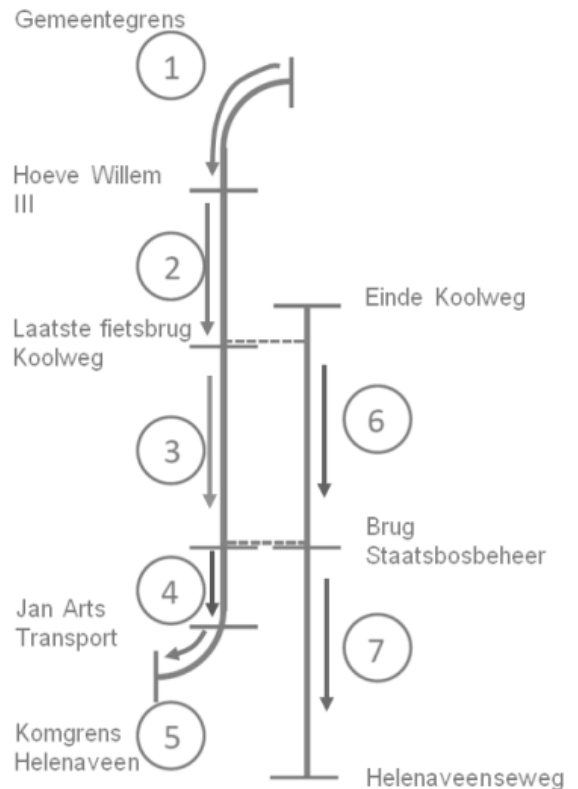 Gemeentegrens
1
Hoeve Willem
III
2
Einde Koolweg
Laatste fietsbrug
Koolweg
6
3
Brug
Staatsbosbeheer
4
Jan Arts
Transport
7
5
Komgrens
Helenaveen
Helenaveenseweg